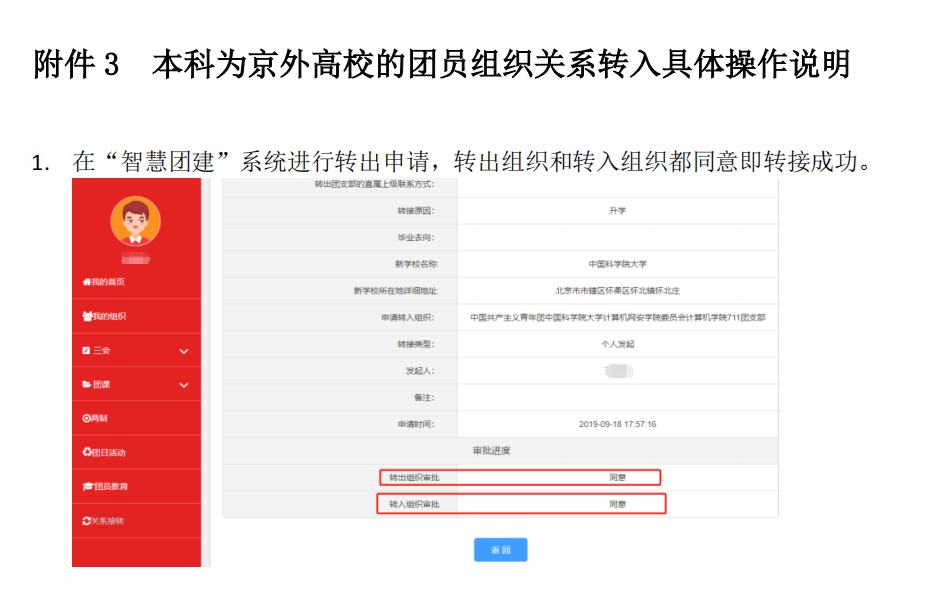 附件 3 本科为京外高校的团员组织关系转入具体操作说明
1. 在“智慧团建”系统进行转出申请，转出组织和转入组织都同意即转接成功。
转出团支部的直属上级联系方式:
转接原因: 升学
毕业去向:
新学校名称: 中国科学院大学
新学校所在地详细地址: 北京市市辖区怀柔区怀北镇怀北庄
申请转入组织: 中国共产主义青年团中国科学院大学计算机网安学院委员会计算机学院711团支部
转接类型: 个人发起
发起人:
备注:
申请时间: 2019-09-18 17:57:16
审批进度
转出组织审批 同意
转入组织审批 同意
返回
我的首页
我的组织
三会
团课
两制
团日活动
团员教育
关系接转